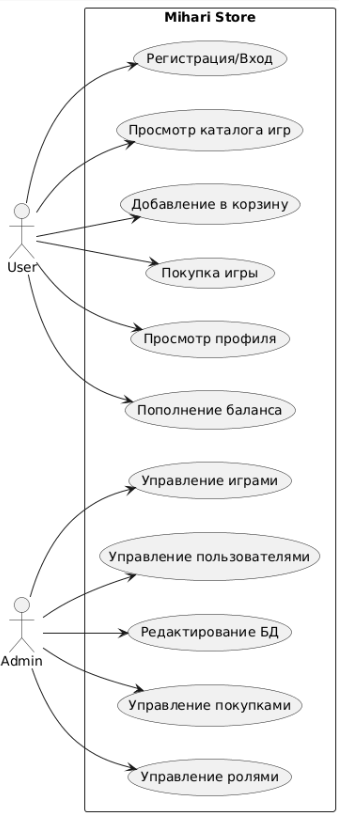 Mihari Store
Регистрация/Вход
Просмотр каталога игр
Добавление в корзину
Покупка игры
User
Просмотр профиля
Пополнение баланса
Управление играми
Управление пользователями
Редактирование БД
Admin
Управление покупками
Управление ролями